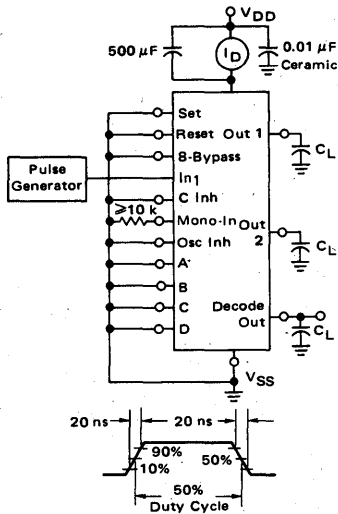 VDD
500 µF
ID
0.01 µF
Ceramic
Set
Reset
Out 1
8-Bypass
CL
Pulse
Generator
In1
C Inh
≥10 k
Mono-In
Out
2
Osc Inh
CL
A
B
C
Decode
Out
D
CL
VSS
20 ns
20 ns
90%
10%
50%
50%
Duty Cycle